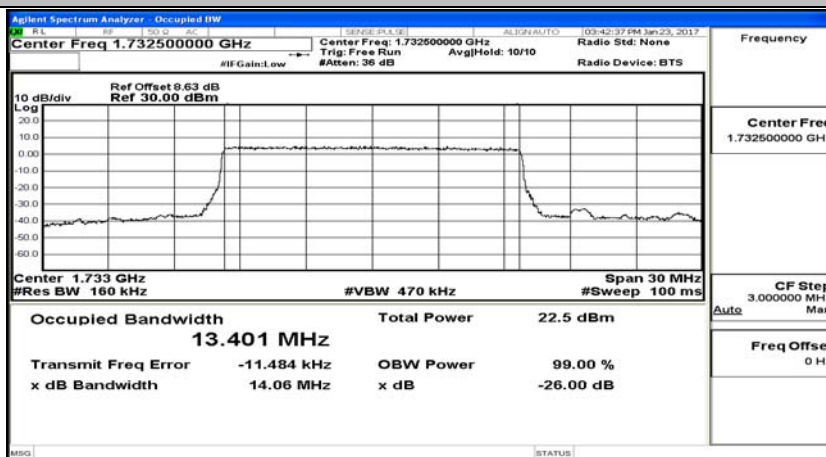 Agilent Spectrum Analyzer - Occupied BW
RL RF 50 Ω AC SENSE:PULSE ALIGN AUTO 03:42:37 PM Jan 23, 2017
Center Freq 1.732500000 GHz
Center Freq: 1.732500000 GHz
Radio Std: None
Trig: Free Run Avg|Hold: 10/10
#IFGain:Low #Atten: 36 dB Radio Device: BTS
Frequency
Ref Offset 8.63 dB
10 dB/div Ref 30.00 dBm
Log
20.0
10.0
0.00
-10.0
-20.0
-30.0
-40.0
-50.0
-60.0
Center 1.733 GHz Span 30 MHz
#Res BW 160 kHz #VBW 470 kHz #Sweep 100 ms
Occupied Bandwidth Total Power 22.5 dBm
13.401 MHz
Transmit Freq Error -11.484 kHz OBW Power 99.00 %
x dB Bandwidth 14.06 MHz x dB -26.00 dB
Center Fre
1.732500000 GH
CF Step
3.000000 MH
Auto Ma
Freq Offse
0 H
MSG STATUS